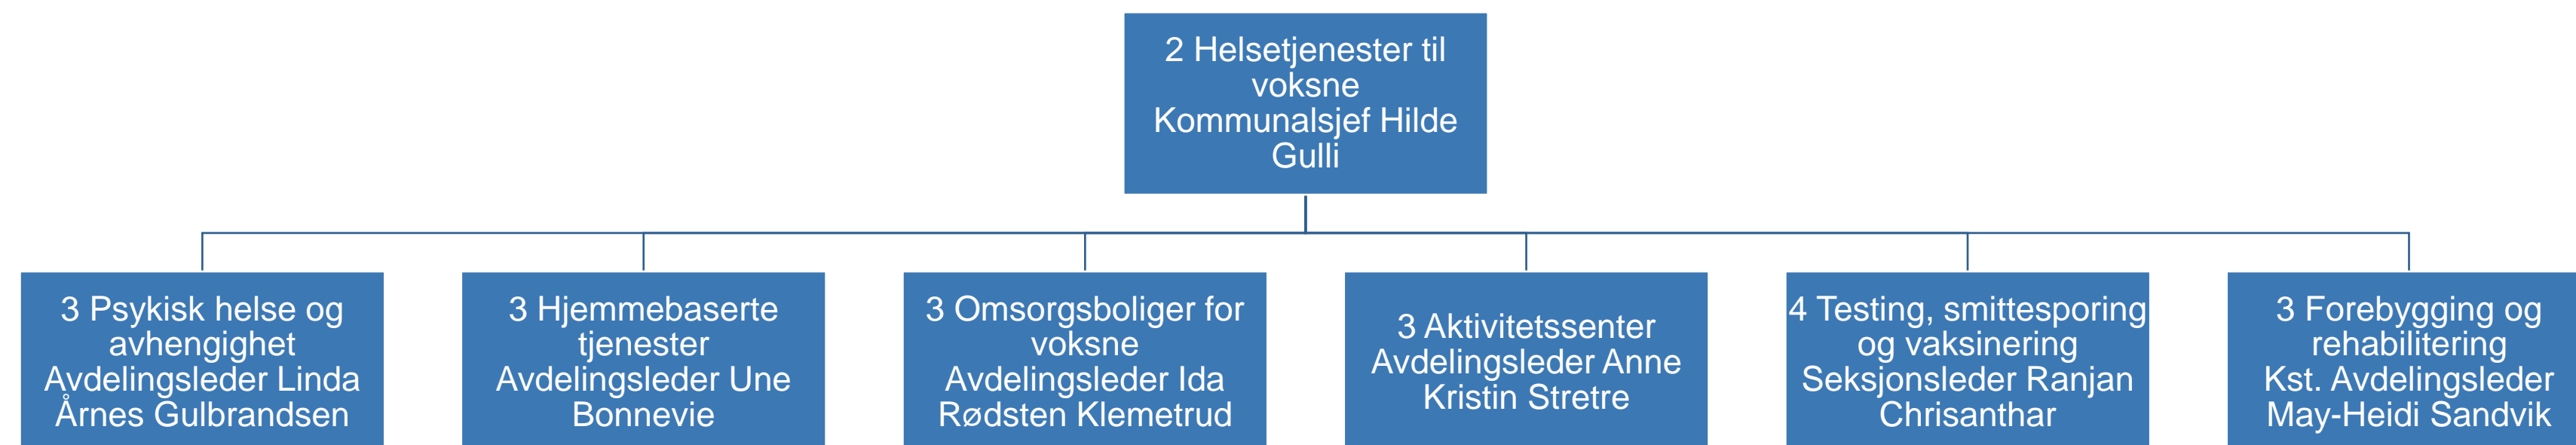 2 Helsetjenester til
voksne
Kommunalsjef Hilde
Gulli
3 Psykisk helse og
avhengighet
Avdelingsleder Linda
Årnes Gulbrandsen
3 Hjemmebaserte
tjenester
Avdelingsleder Une
Bonnevie
3 Omsorgsboliger for
voksne
Avdelingsleder Ida
Rødsten Klemetrud
3 Aktivitetssenter
Avdelingsleder Anne
Kristin Stretre
4 Testing, smittesporing
og vaksinering
Seksjonsleder Ranjan
Chrisanthar
3 Forebygging og
rehabilitering
Kst. Avdelingsleder
May-Heidi Sandvik